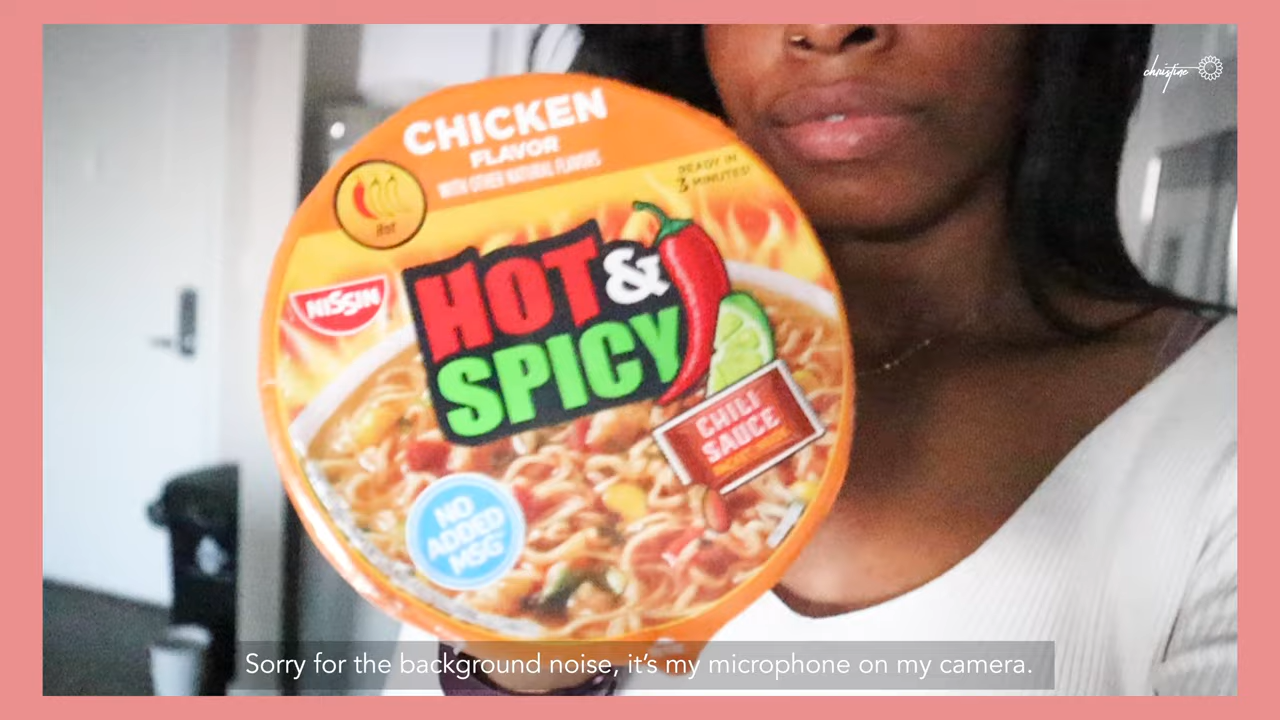 christine
CHICKEN
FLAVOR
WITH OTHER NATURAL FLAVORS
READY IN
3 MINUTES!
Hot
NISSIN
HOT &
SPICY
CHILI
SAUCE
NO
ADDED
MSG
Sorry for the background noise, it's my microphone on my camera.